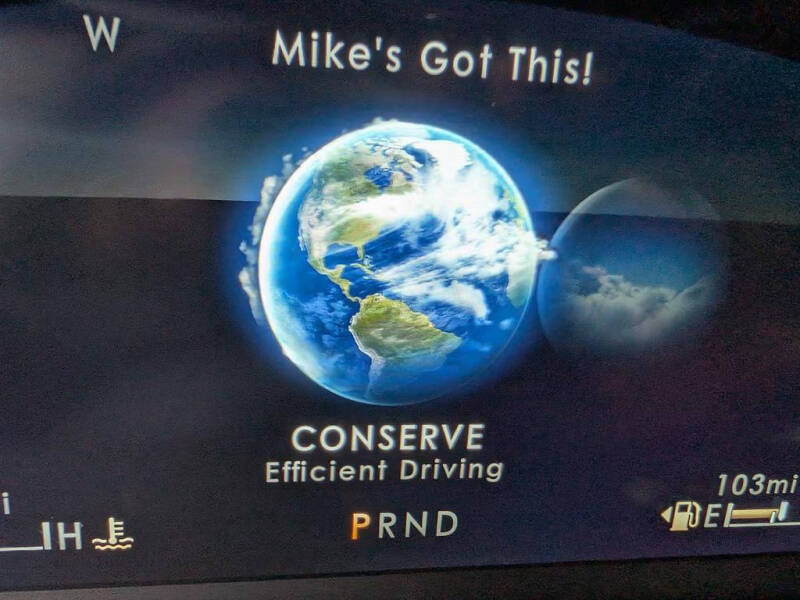 W
Mike's Got This!
CONSERVE
Efficient Driving
i
103mi
H
PRND
E